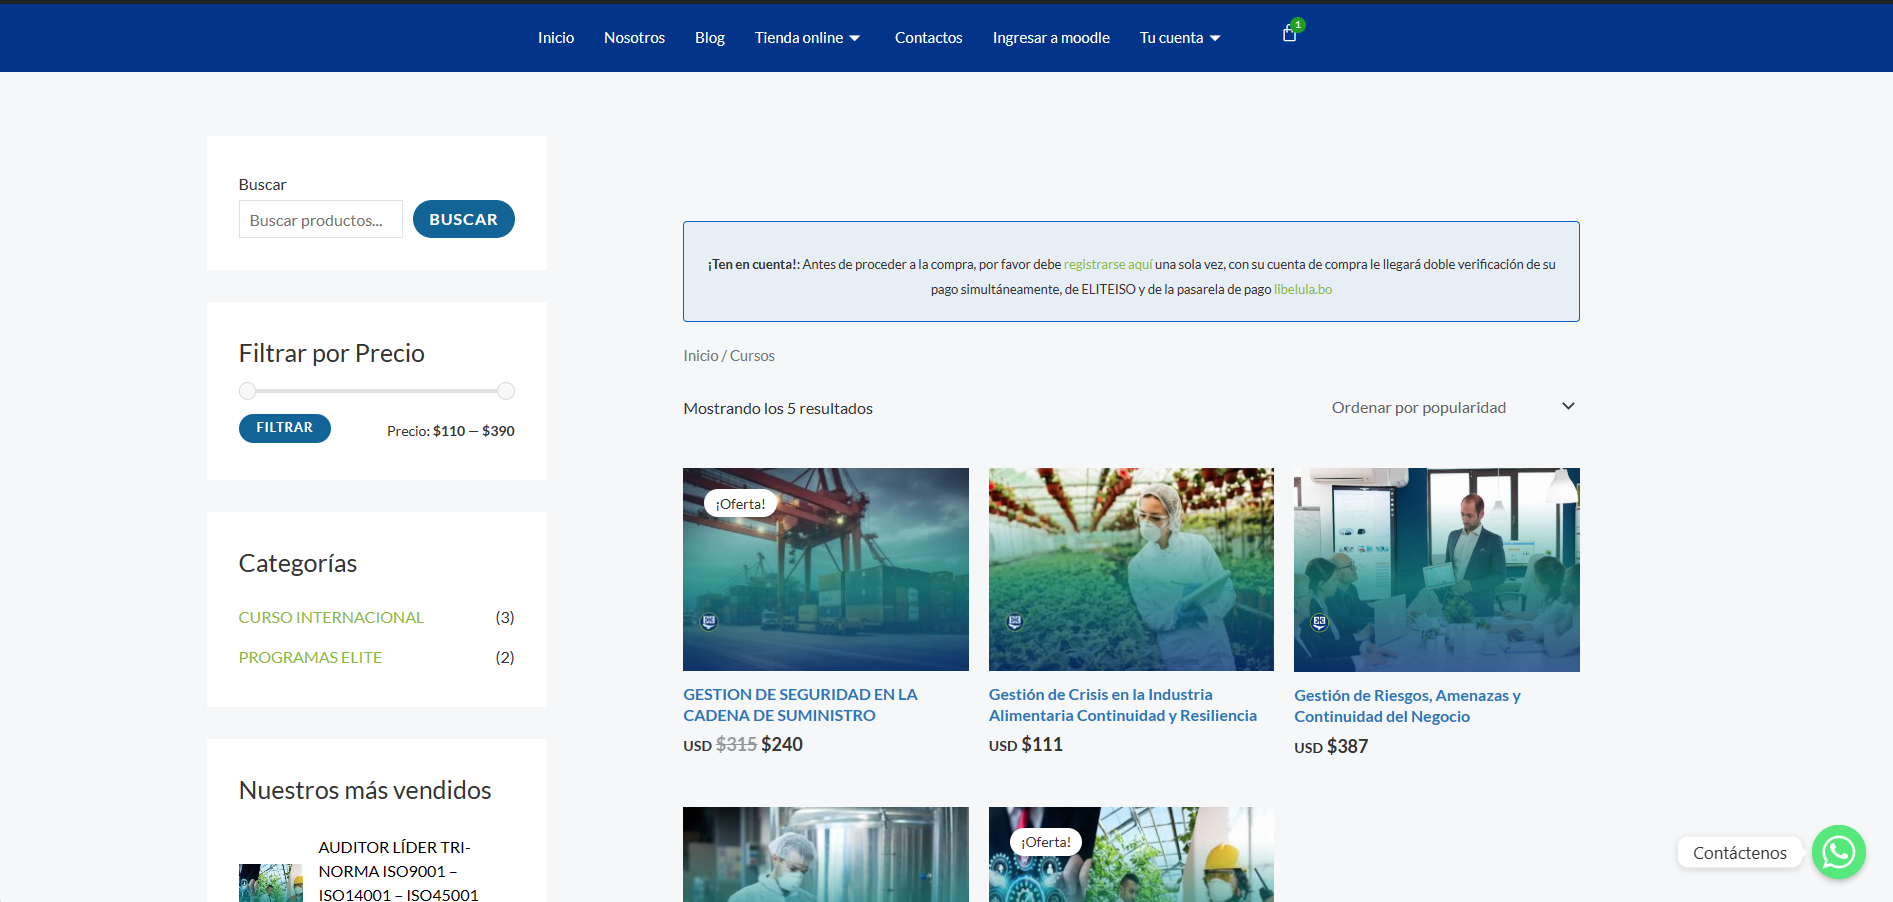 Inicio
Nosotros
Blog
Tienda online
Contactos
Ingresar a moodle
Tu cuenta
1
Buscar
Buscar productos...
BUSCAR
Filtrar por Precio
FILTRAR
Precio: $110 — $390
Categorías
CURSO INTERNACIONAL (3)
PROGRAMAS ELITE (2)
Nuestros más vendidos
AUDITOR LÍDER TRI-
NORMA ISO9001 –
ISO14001 – ISO45001
¡Ten en cuenta!: Antes de proceder a la compra, por favor debe registrarse aquí una sola vez, con su cuenta de compra le llegará doble verificación de su
pago simultáneamente, de ELITEISO y de la pasarela de pago libelula.bo
Inicio / Cursos
Mostrando los 5 resultados
Ordenar por popularidad
¡Oferta!
GESTION DE SEGURIDAD EN LA
CADENA DE SUMINISTRO
USD $315 $240
Gestión de Crisis en la Industria
Alimentaria Continuidad y Resiliencia
USD $111
Gestión de Riesgos, Amenazas y
Continuidad del Negocio
USD $387
¡Oferta!
Contáctenos